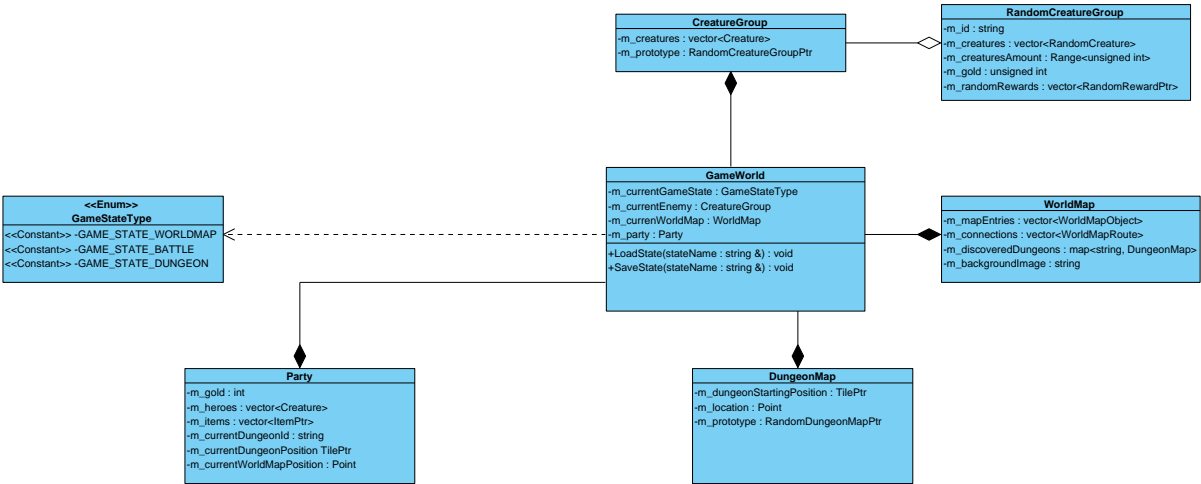 CreatureGroup
-m_creatures : vector<Creature>
-m_prototype : RandomCreatureGroupPtr
RandomCreatureGroup
-m_id : string
-m_creatures : vector<RandomCreature>
-m_creaturesAmount : Range<unsigned int>
-m_gold : unsigned int
-m_randomRewards : vector<RandomRewardPtr>
<<Enum>>
GameStateType
<<Constant>> -GAME_STATE_WORLDMAP
<<Constant>> -GAME_STATE_BATTLE
<<Constant>> -GAME_STATE_DUNGEON
GameWorld
-m_currentGameState : GameStateType
-m_currentEnemy : CreatureGroup
-m_currenWorldMap : WorldMap
-m_party : Party
+LoadState(stateName : string &) : void
+SaveState(stateName : string &) : void
WorldMap
-m_mapEntries : vector<WorldMapObject>
-m_connections : vector<WorldMapRoute>
-m_discoveredDungeons : map<string, DungeonMap>
-m_backgroundImage : string
Party
-m_gold : int
-m_heroes : vector<Creature>
-m_items : vector<ItemPtr>
-m_currentDungeonId : string
-m_currentDungeonPosition TilePtr
-m_currentWorldMapPosition : Point
DungeonMap
-m_dungeonStartingPosition : TilePtr
-m_location : Point
-m_prototype : RandomDungeonMapPtr